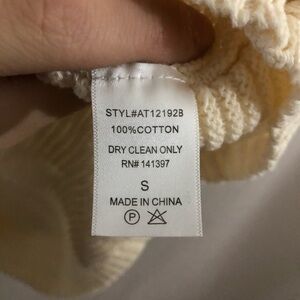 STYL#AT12192B
100%COTTON
DRY CLEAN ONLY
RN# 141397
S
MADE IN CHINA
P